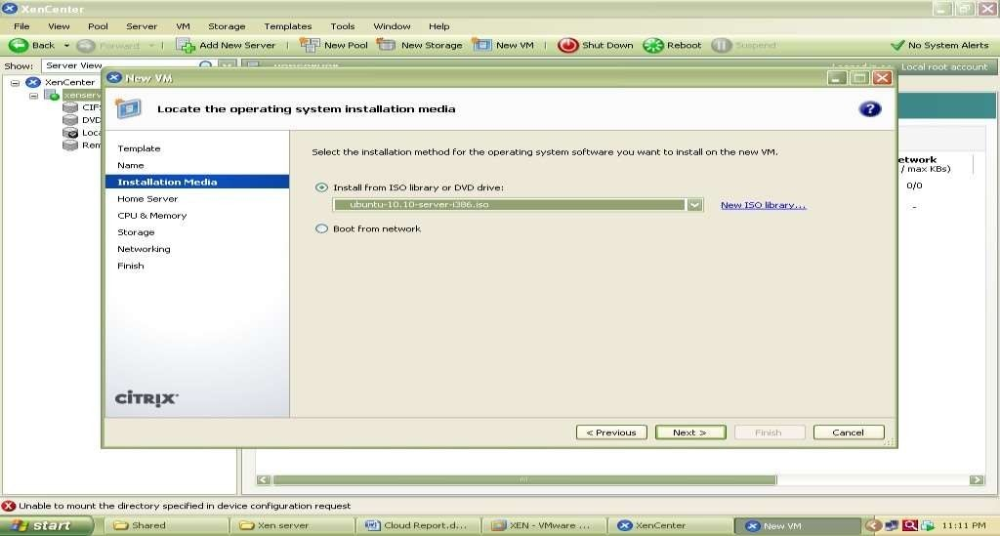 XenCenter
File View Pool Server VM Storage Templates Tools Window Help
Back Forward Add New Server New Pool New Storage New VM Shut Down Reboot Suspend No System Alerts
Show: Server View
Local root account
XenCenter
xenserv
CIF
DVD
Loca
Rem
New VM
Locate the operating system installation media
?
Template
Name
Installation Media
Home Server
CPU & Memory
Storage
Networking
Finish
CİTRIX
Select the installation method for the operating system software you want to install on the new VM.
Install from ISO library or DVD drive:
ubuntu-10.10-server-i386.iso New ISO library...
Boot from network
etwork
/ max KBs)
0/0
-
< Previous Next > Finish Cancel
Unable to mount the directory specified in device configuration request
start Shared Xen server Cloud Report.d... XEN - VMware ... XenCenter New VM 11:11 PM